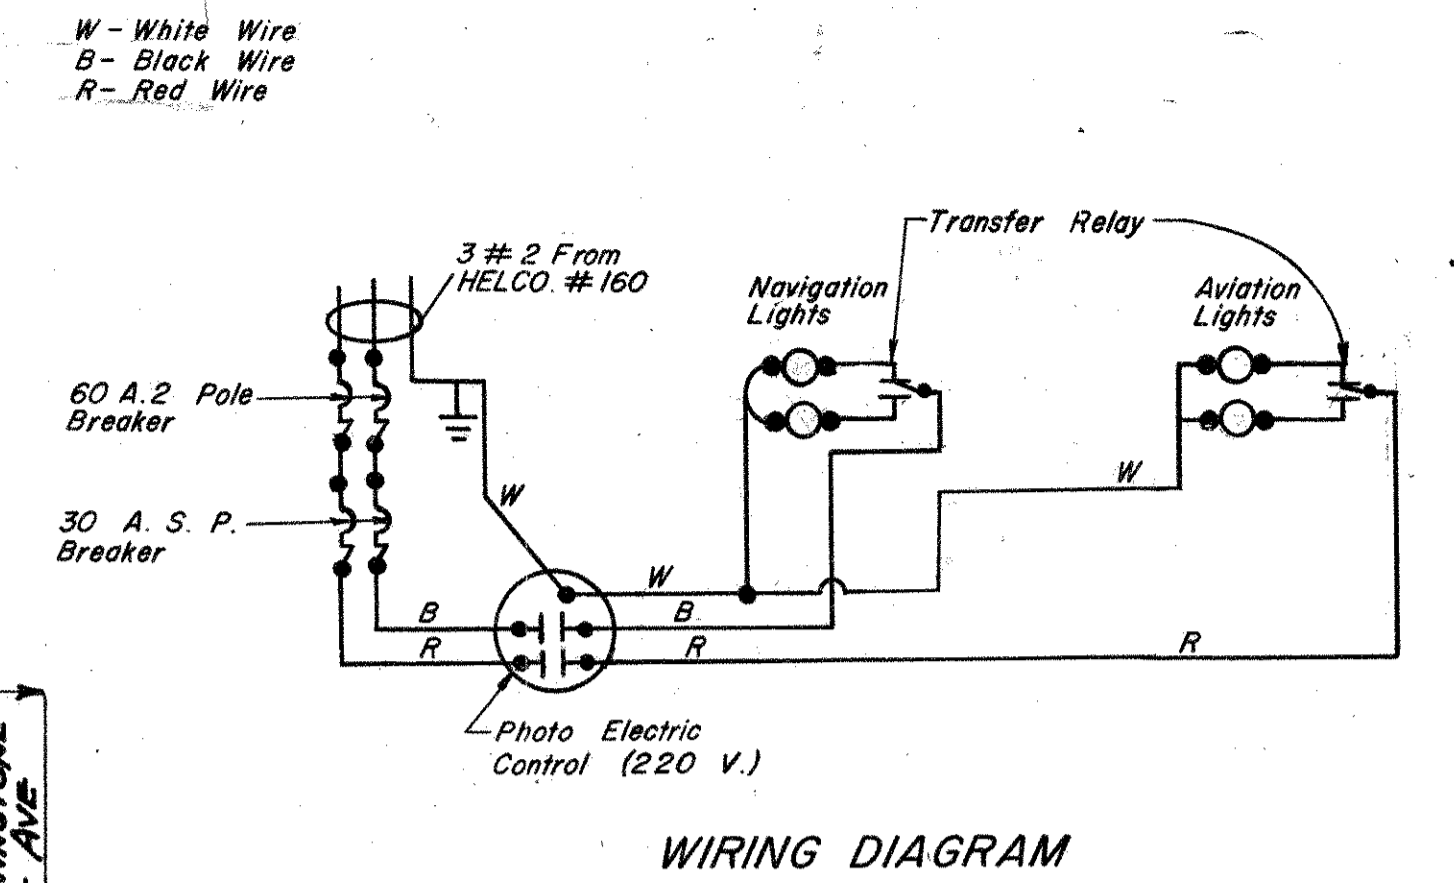 W - White Wire
B - Black Wire
R - Red Wire
Transfer Relay
3 # 2 From
HELCO. # 160
Navigation
Lights
Aviation
Lights
60 A. 2 Pole
Breaker
W
W
30 A. S. P.
Breaker
W
B
B
R
R
R
Photo Electric
Control (220 V.)
WIRING DIAGRAM
AVE